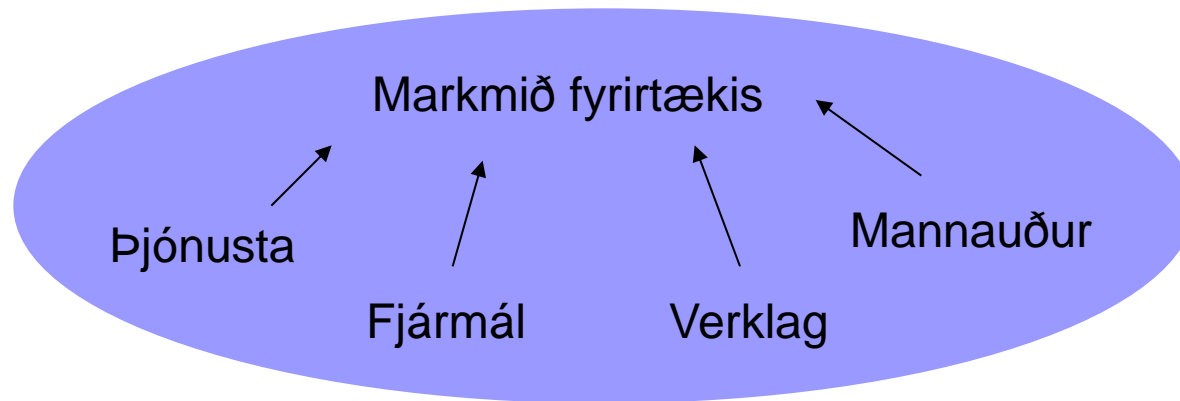 Markmið fyrirtækis
Þjónusta
Mannauður
Fjármál
Verklag